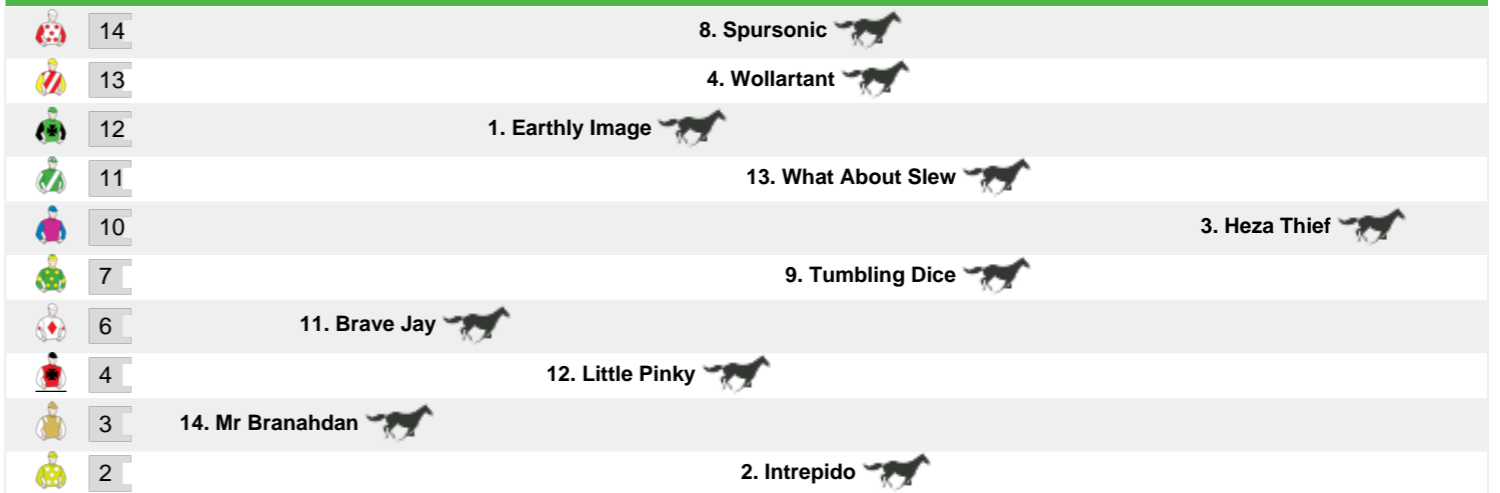 14 8. Spursonic
13 4. Wollartant
12 1. Earthly Image
11 13. What About Slew
10 3. Heza Thief
7 9. Tumbling Dice
6 11. Brave Jay
4 12. Little Pinky
3 14. Mr Branahdan
2 2. Intrepido